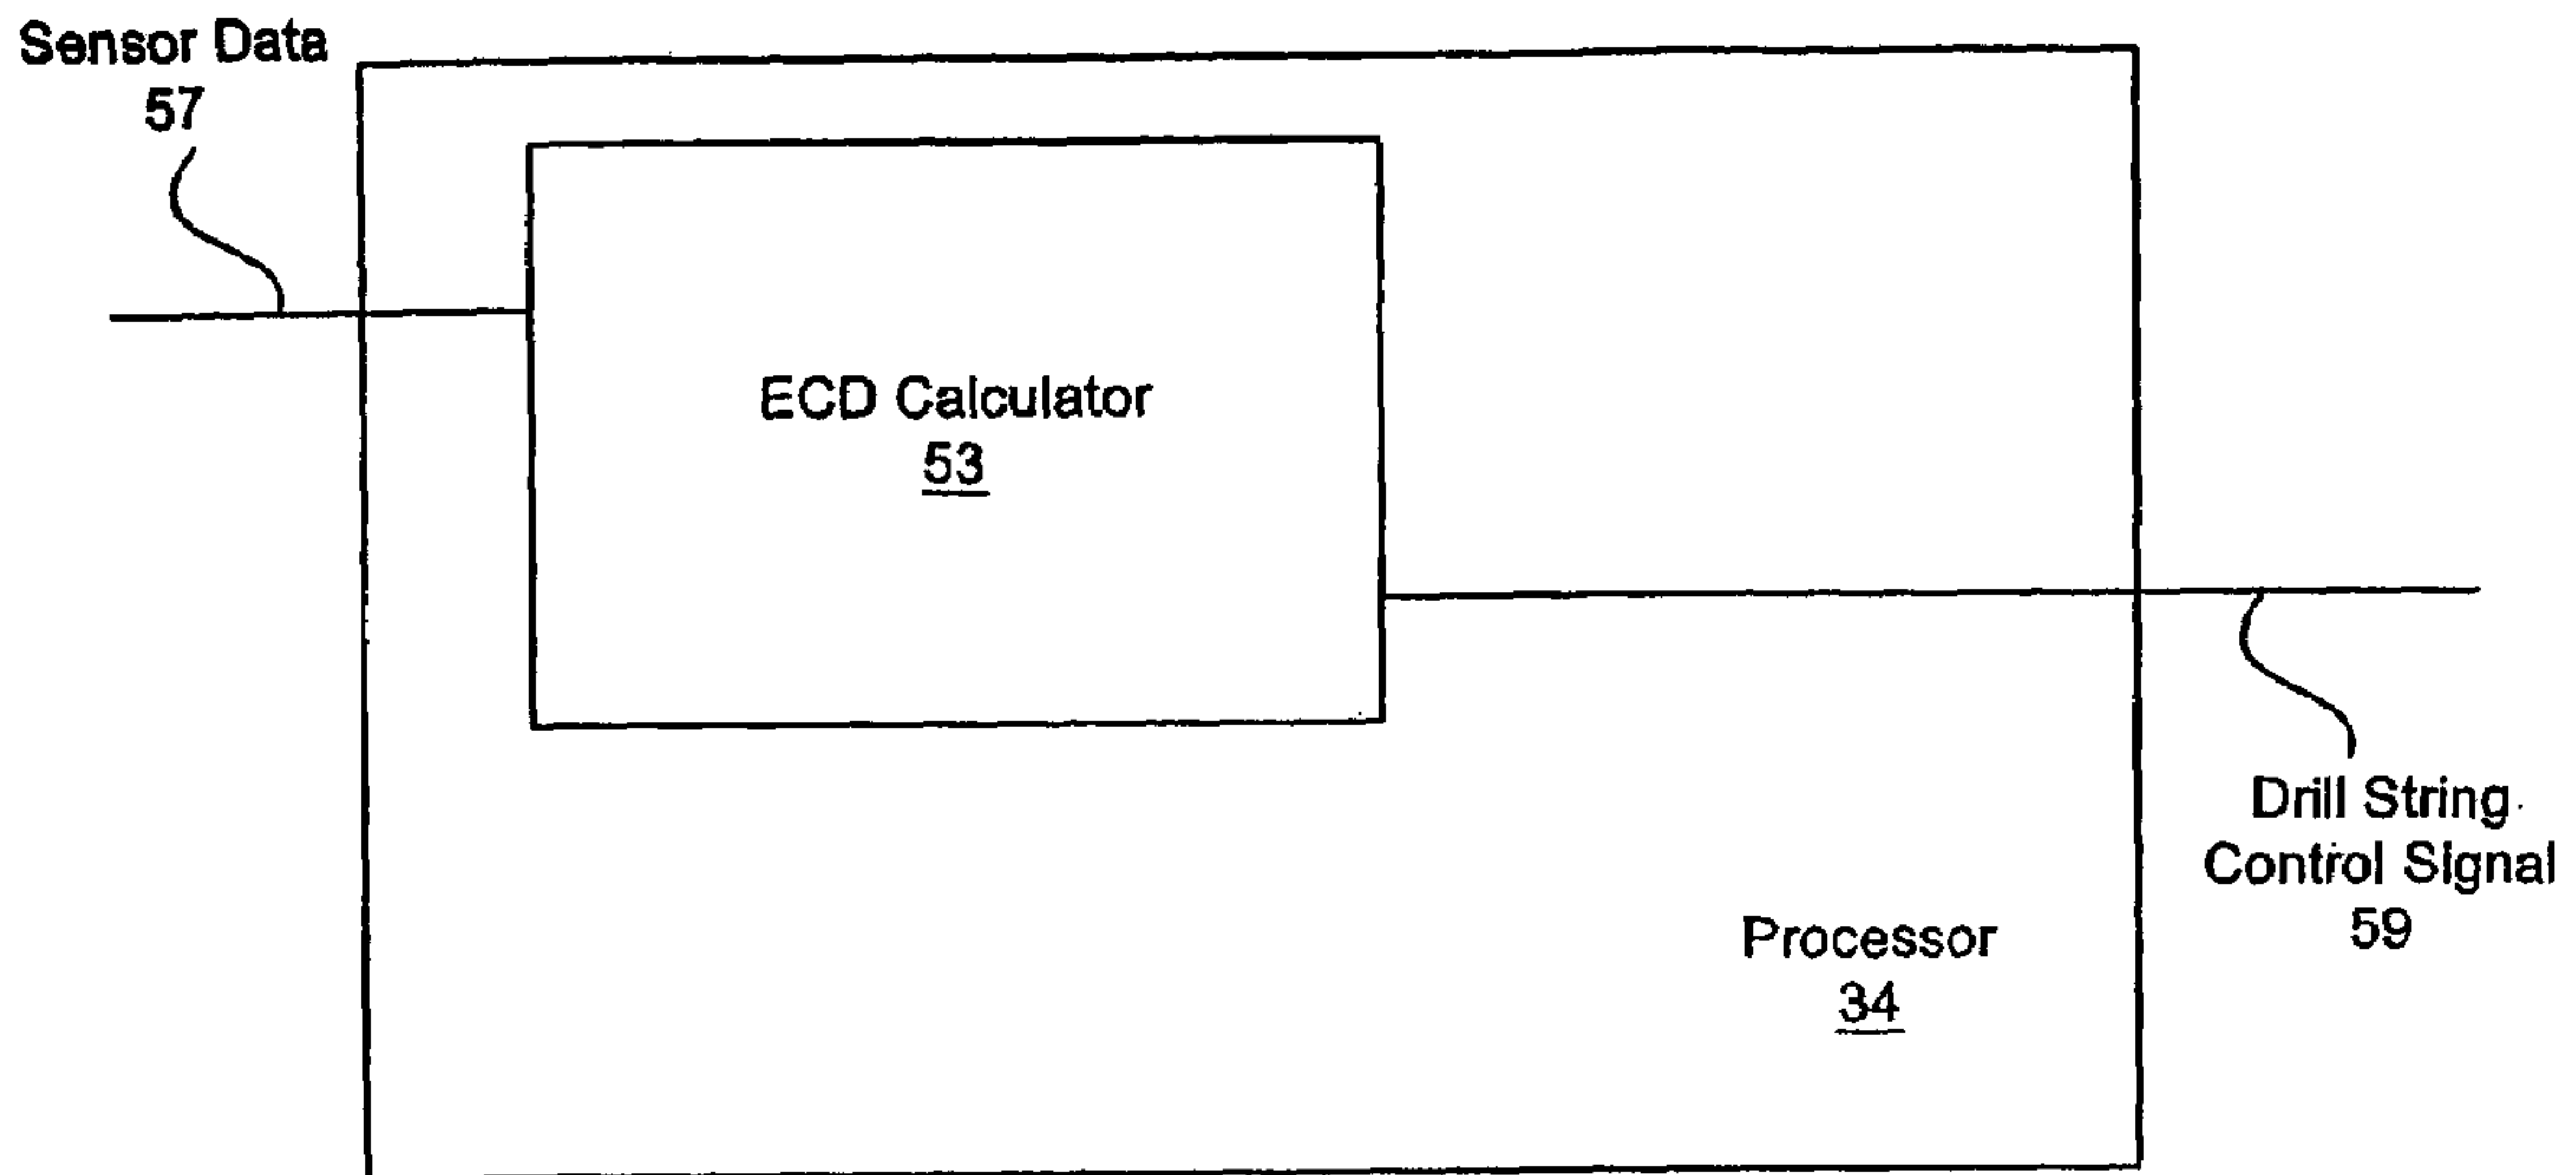 Sensor Data
57
ECD Calculator
53
Drill String
Control Signal
59
Processor
34